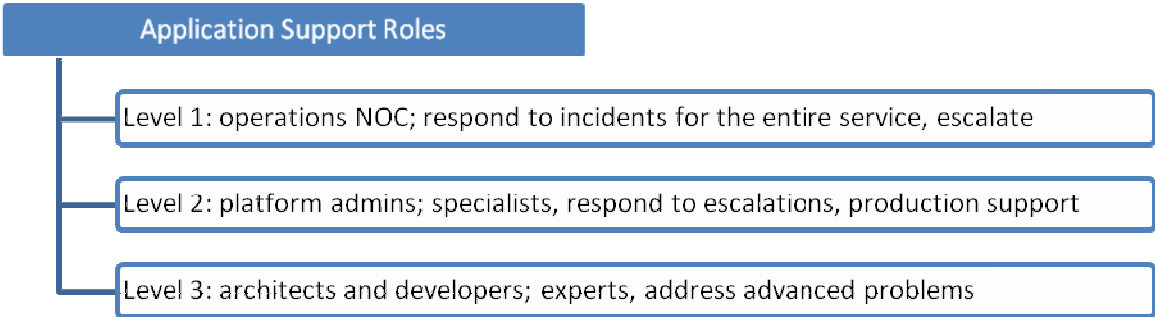 Application Support Roles
Level 1: operations NOC; respond to incidents for the entire service, escalate
Level 2: platform admins; specialists, respond to escalations, production support
Level 3: architects and developers; experts, address advanced problems